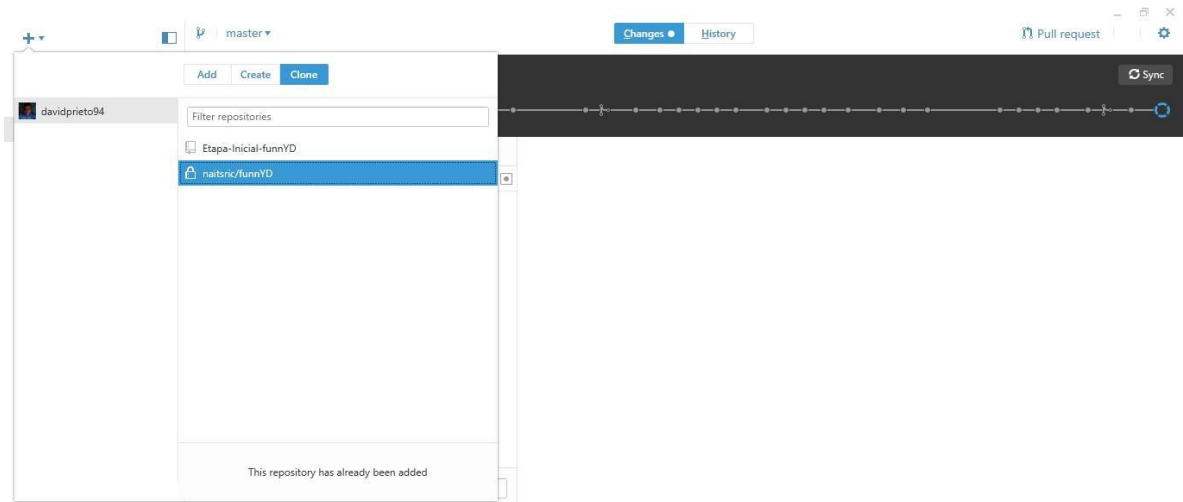 master
Changes
History
Pull request
Add
Create
Clone
Sync
davidprieto94
Filter repositories
Etapa-Inicial-funnYD
naitsric/funnYD
This repository has already been added